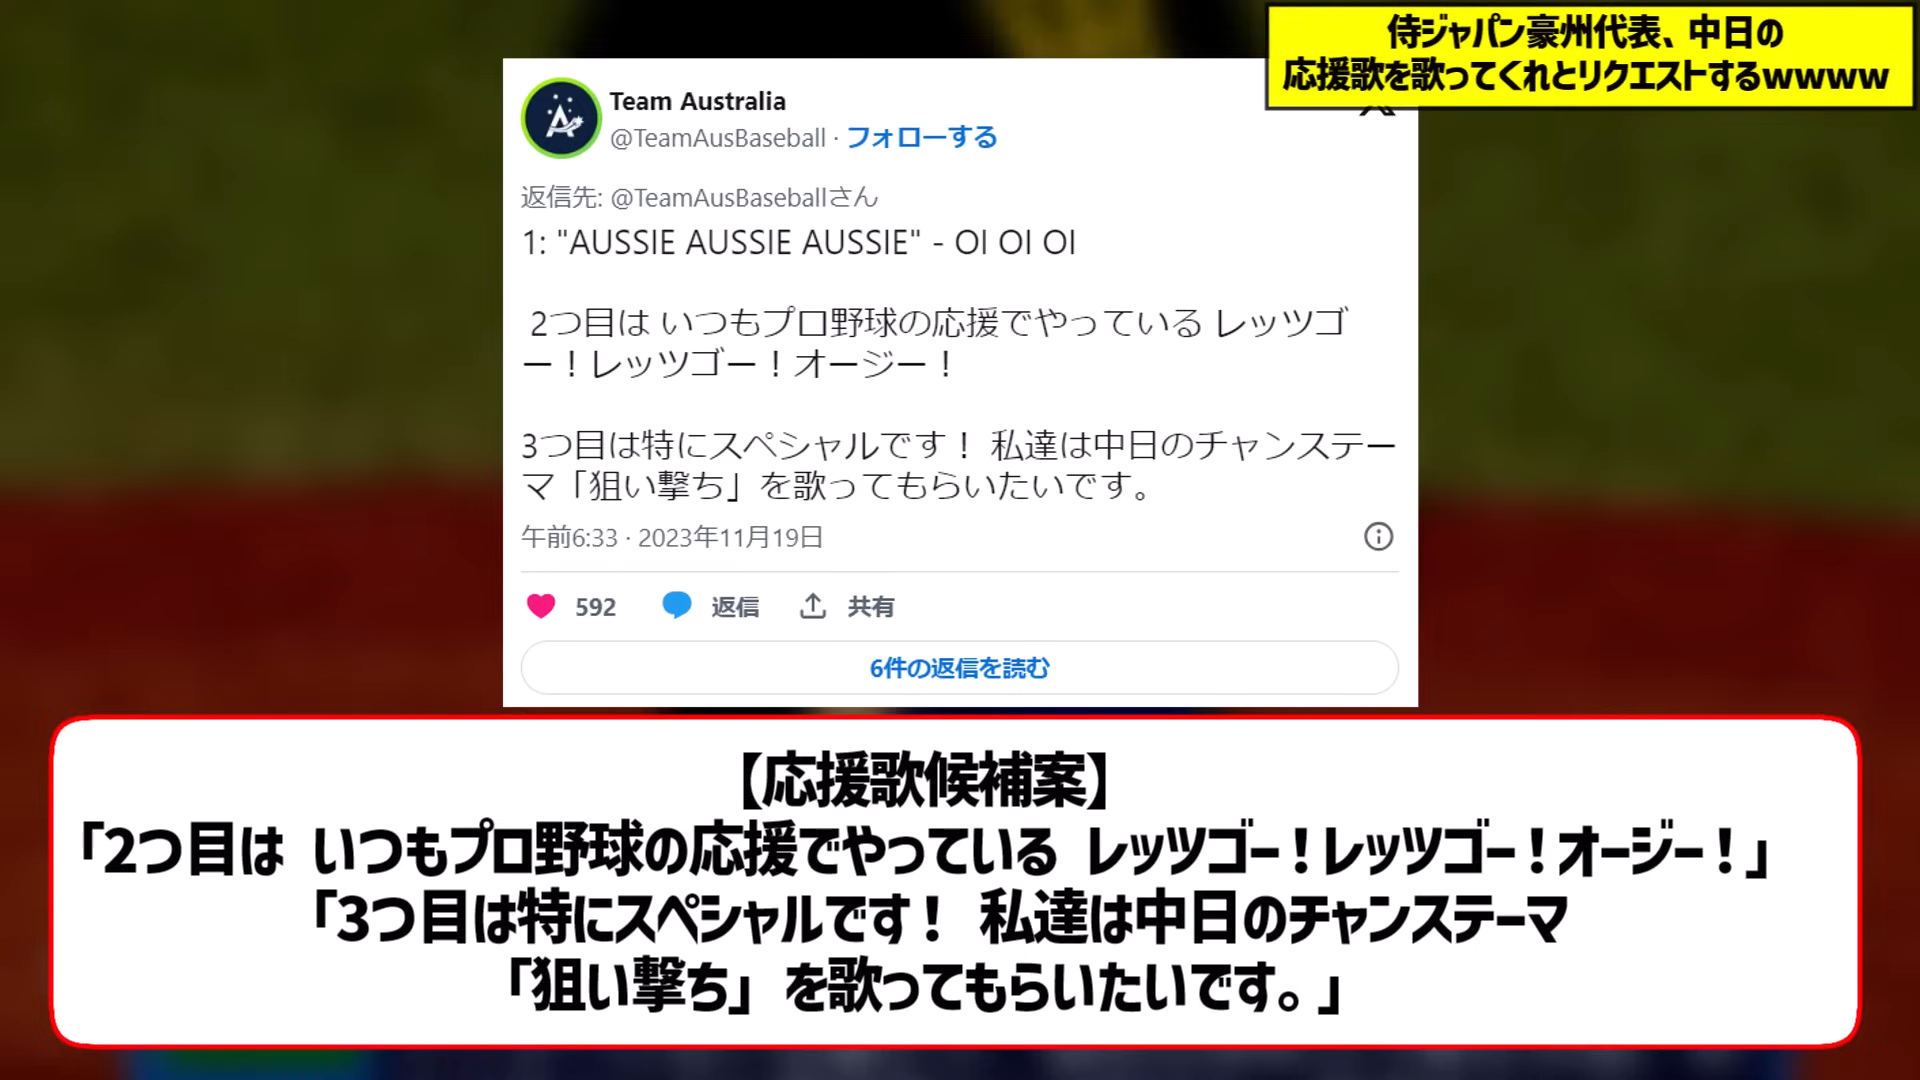 侍ジャパン豪州代表、中日の
応援歌を歌ってくれとリクエストするwwww
Team Australia
@TeamAusBaseball · フォローする
返信先: @TeamAusBaseballさん
1: "AUSSIE AUSSIE AUSSIE" - OI OI OI
2つ目は いつもプロ野球の応援でやっている レッツゴ
ー！レッツゴー！オージー！
3つ目は特にスペシャルです！ 私達は中日のチャンステー
マ「狙い撃ち」を歌ってもらいたいです。
午前6:33 · 2023年11月19日
592 返信 共有
6件の返信を読む
【応援歌候補案】
「2つ目は いつもプロ野球の応援でやっている レッツゴー！レッツゴー！オージー！」
「3つ目は特にスペシャルです！ 私達は中日のチャンステーマ
「狙い撃ち」を歌ってもらいたいです。」